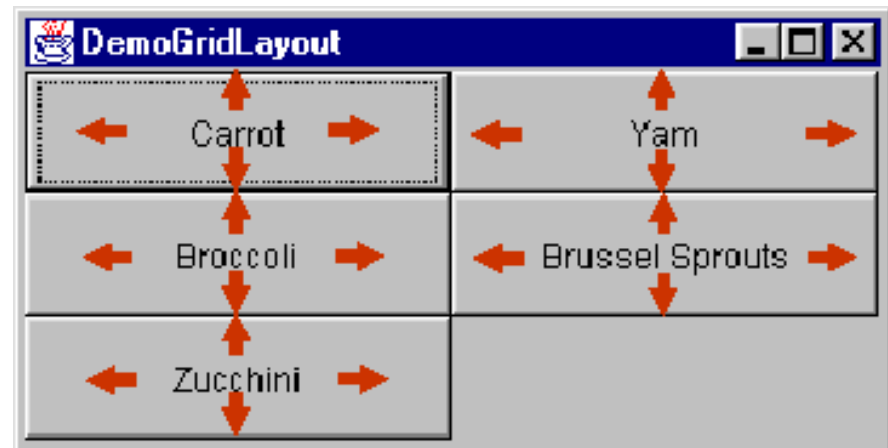 DemoGridLayout
Carrot
Yam
Broccoli
Brussel Sprouts
Zucchini